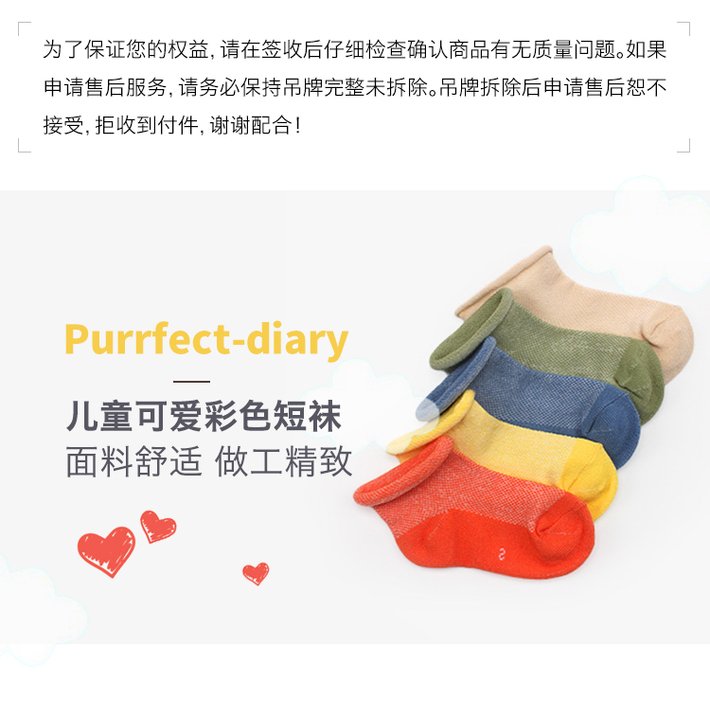 为了保证您的权益, 请在签收后仔细检查确认商品有无质量问题。如果
申请售后服务, 请务必保持吊牌完整未拆除。吊牌拆除后申请售后恕不
接受, 拒收到付件, 谢谢配合!
Purrfect-diary
儿童可爱彩色短袜
面料舒适 做工精致
S